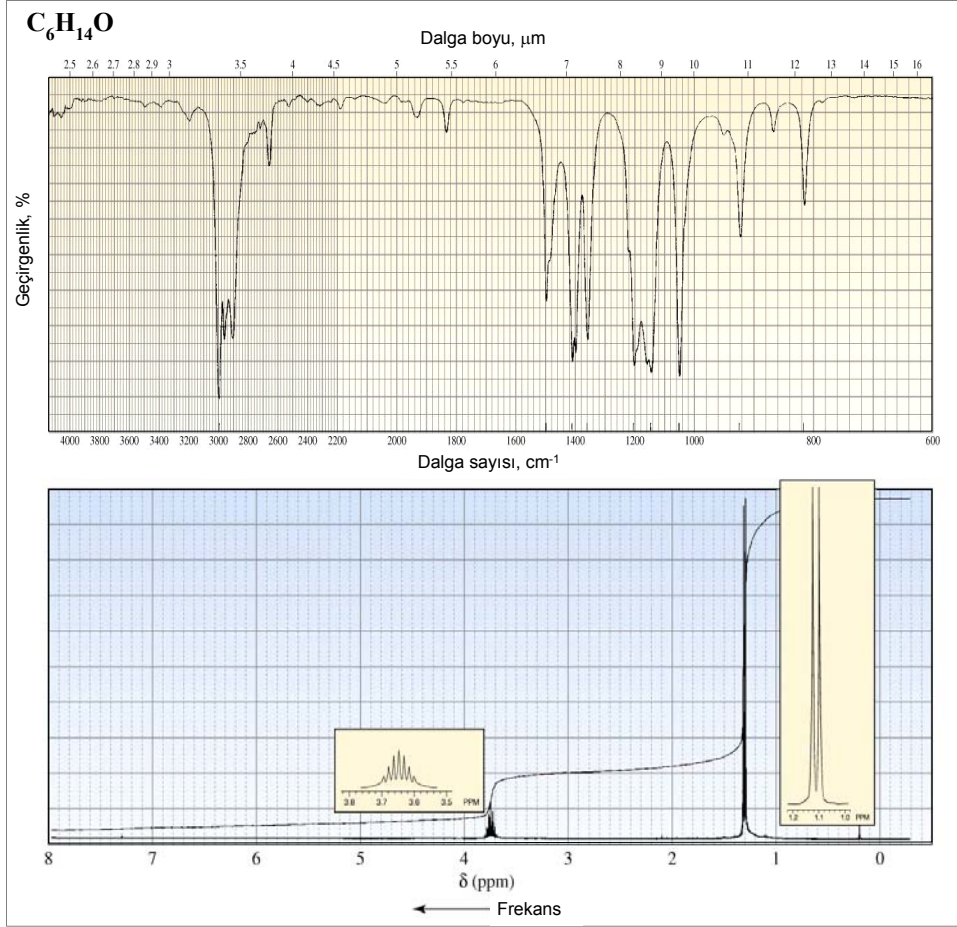 C6H14O
Dalga boyu, μm
2.5 2.6 2.7 2.8 2.9 3 3.5 4 4.5 5 5.5 6 7 8 9 10 11 12 13 14 15 16
Geçirgenlik, %
4000 3800 3600 3400 3200 3000 2800 2600 2400 2200 2000 1800 1600 1400 1200 1000 800 600
Dalga sayısı, cm-1
3.8 3.7 3.6 3.5 PPM
1.2 1.1 1.0 PPM
8 7 6 5 4 3 2 1 0
δ (ppm)
Frekans